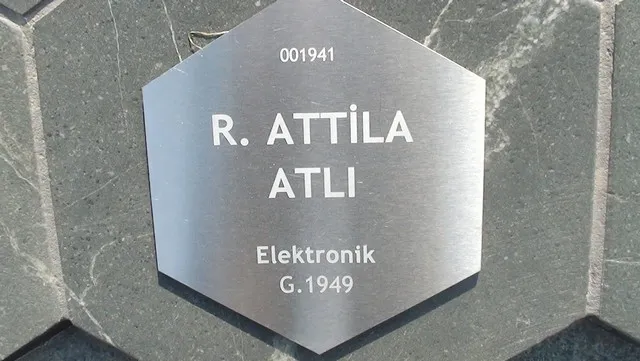 001941
R. ATTİLA
ATLI
Elektronik
G.1949